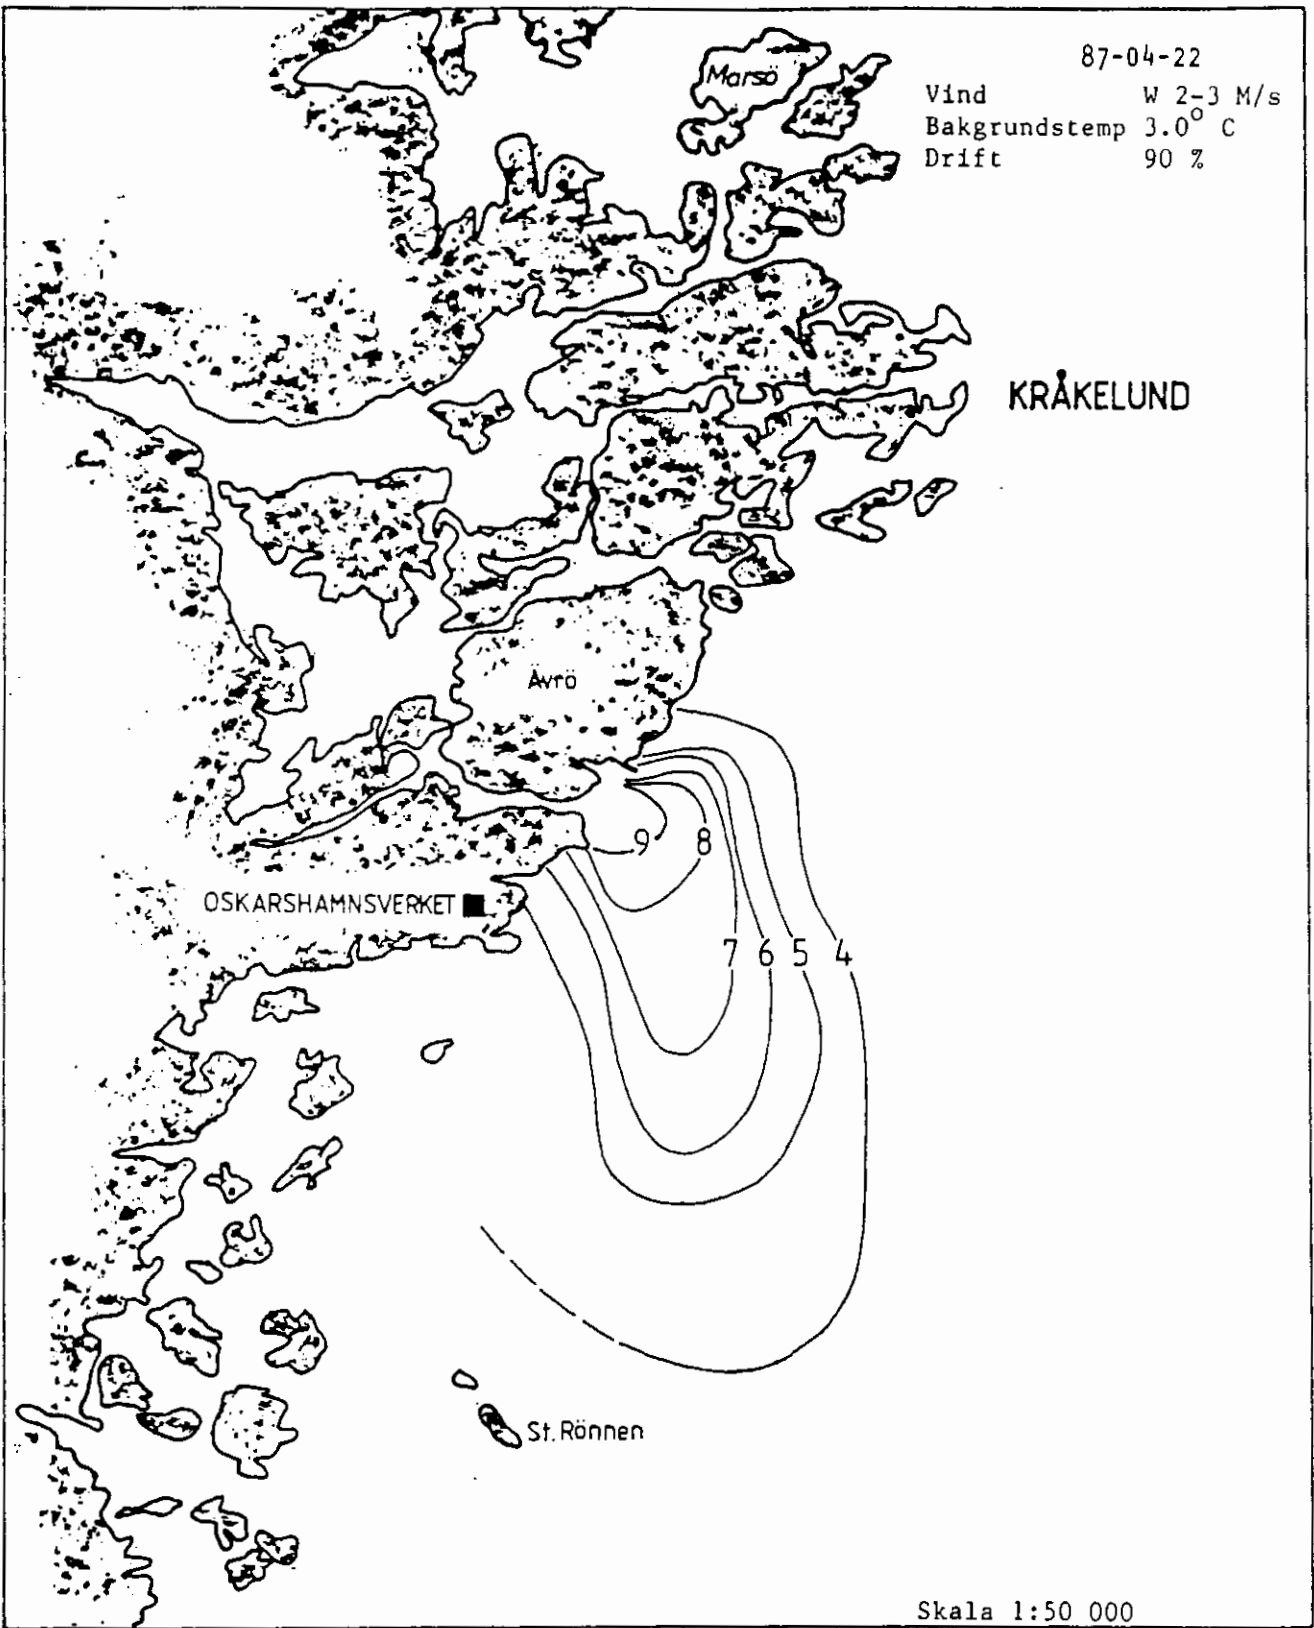 87-04-22
Vind W 2-3 M/s
Bakgrundstemp 3.0° C
Drift 90 %
Marsö
KRÅKELUND
Ävrö
9 8
OSKARSHAMNSVERKET
7 6 5 4
St. Rönnen
Skala 1:50 000